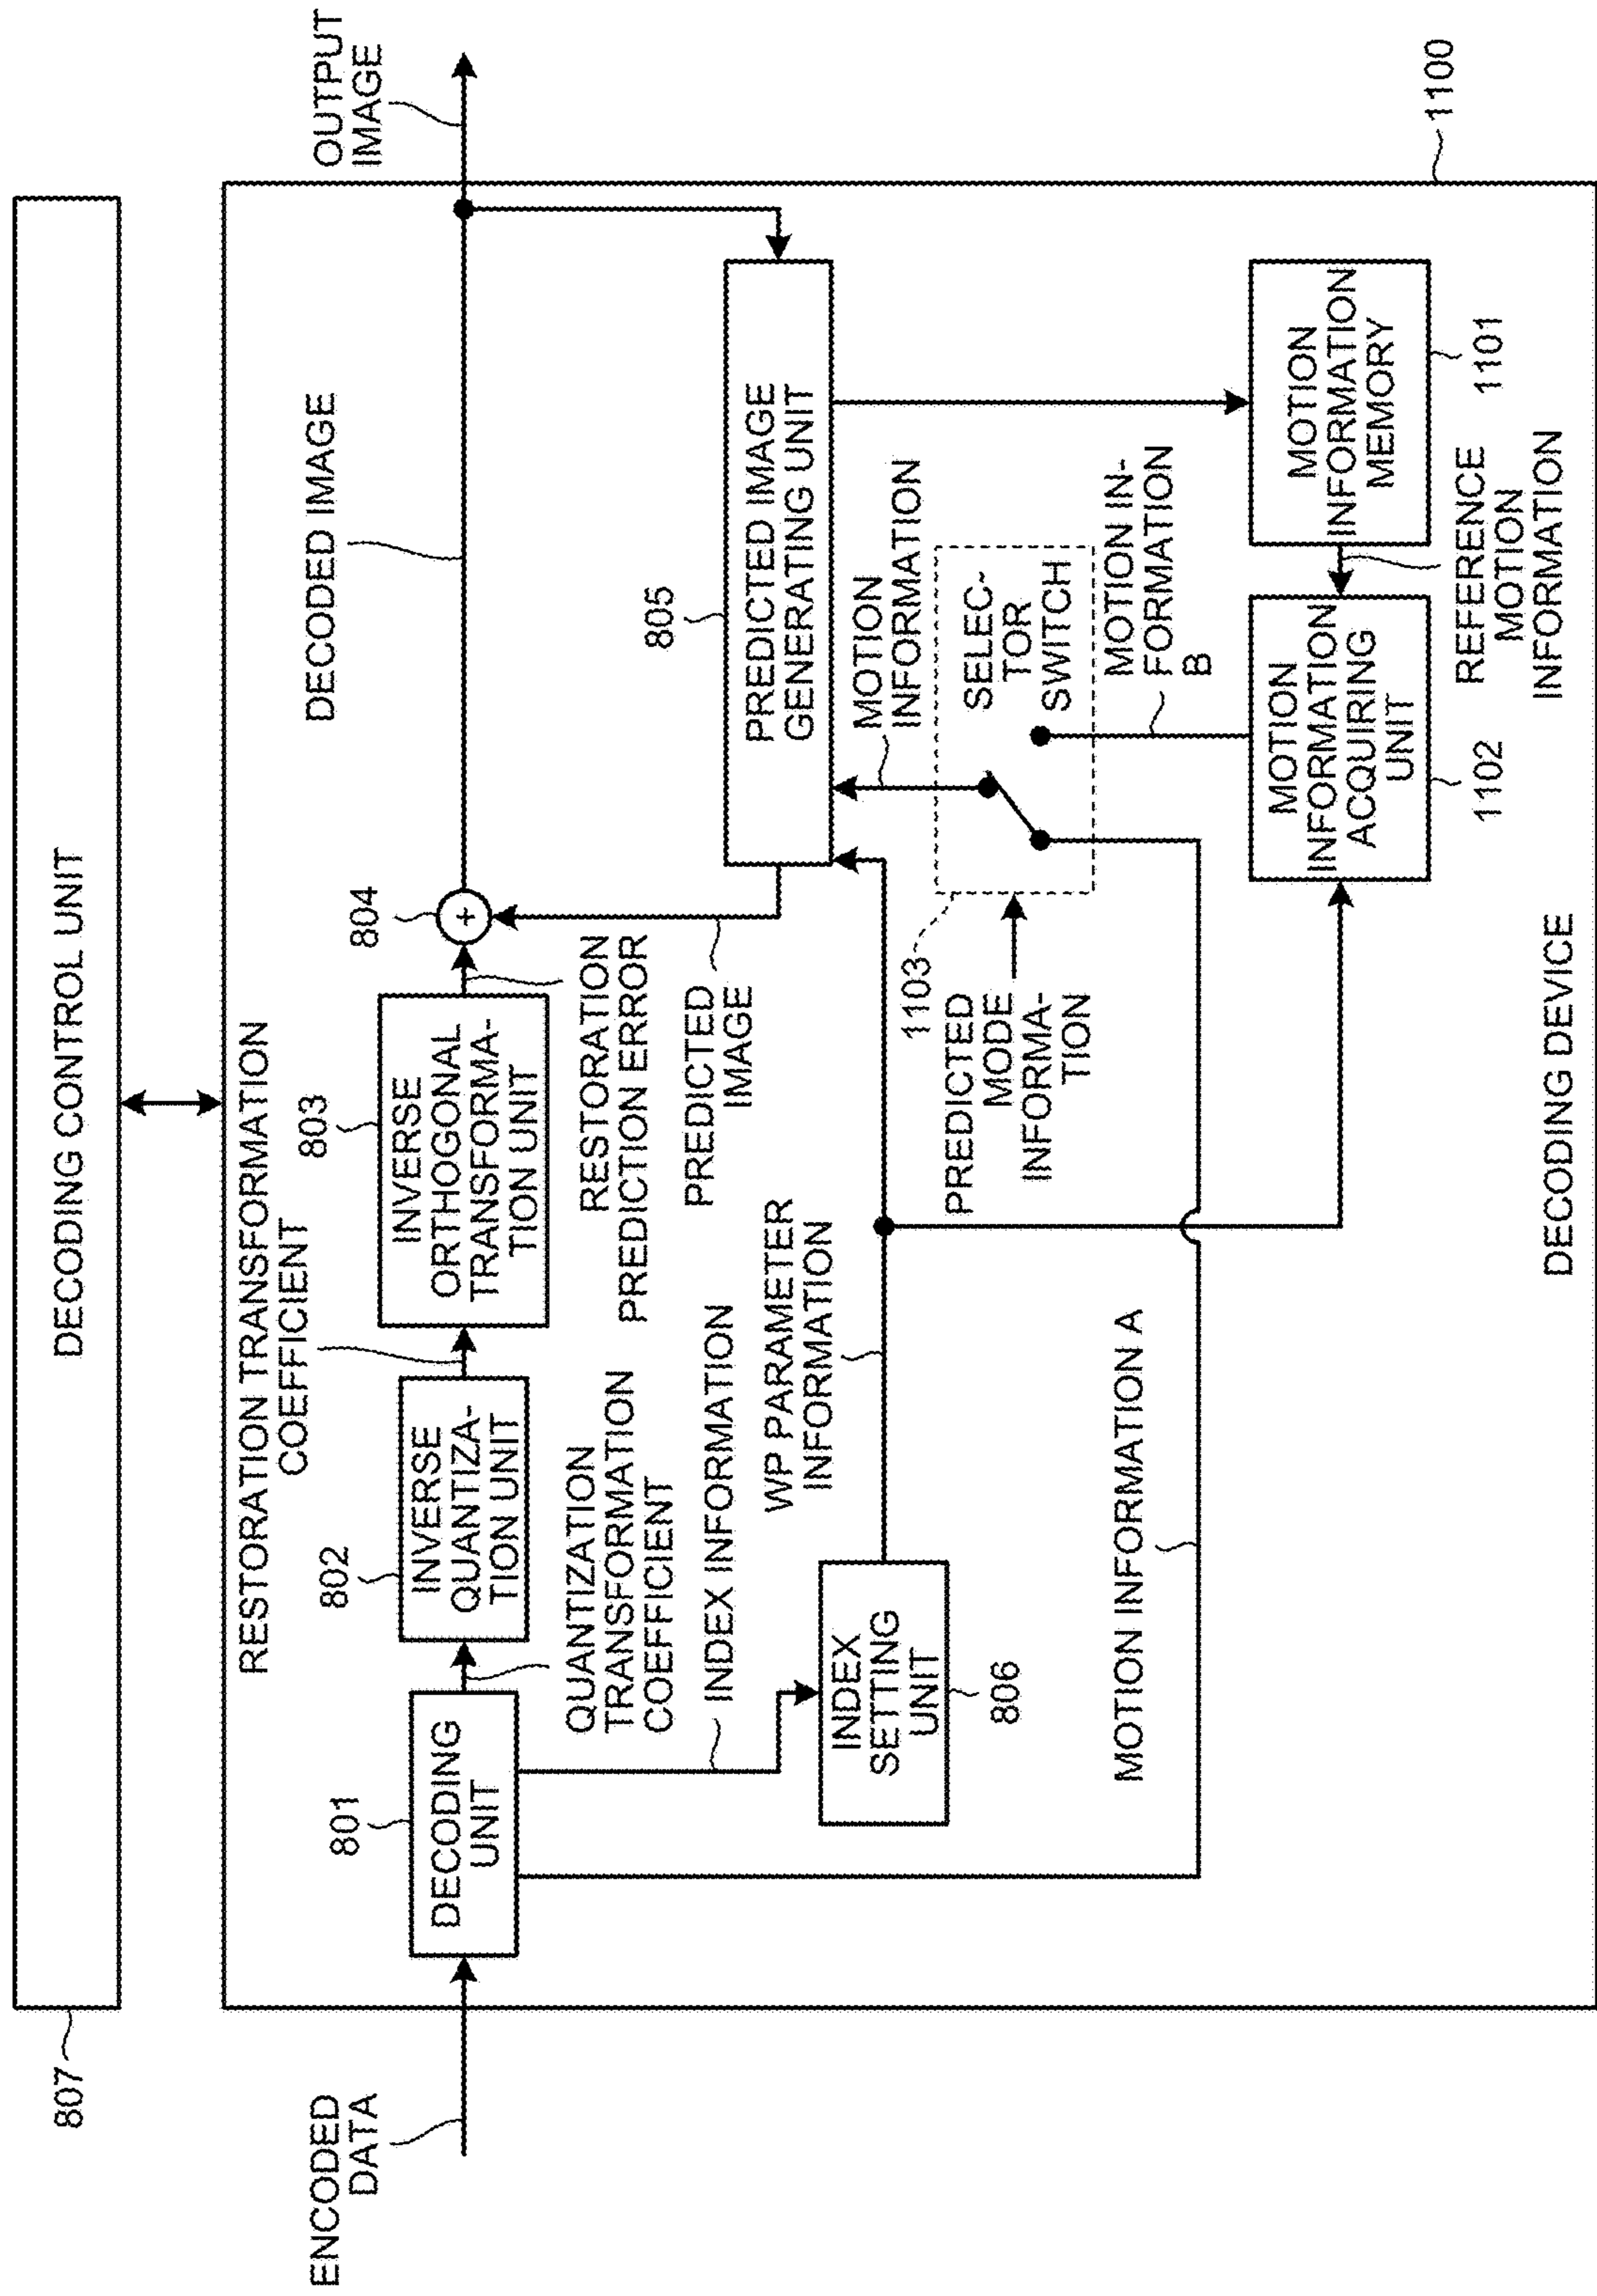 807
DECODING CONTROL UNIT
ENCODED
DATA
801
DECODING
UNIT
QUANTIZATION
TRANSFORMATION
COEFFICIENT
802
INVERSE
QUANTIZA-
TION UNIT
RESTORATION TRANSFORMATION
COEFFICIENT
803
INVERSE
ORTHOGONAL
TRANSFORMA-
TION UNIT
RESTORATION
PREDICTION ERROR
804
+
DECODED IMAGE
OUTPUT
IMAGE
PREDICTED
IMAGE
805
PREDICTED IMAGE
GENERATING UNIT
INDEX INFORMATION
INDEX
SETTING
UNIT
806
WP PARAMETER
INFORMATION
MOTION INFORMATION A
1103
PREDICTED
MODE
INFORMA-
TION
MOTION
INFORMATION
SELEC-
TOR
SWITCH
MOTION IN-
FORMATION
B
MOTION
INFORMATION
ACQUIRING
UNIT
1102
REFERENCE
MOTION
INFORMATION
MOTION
INFORMATION
MEMORY
1101
DECODING DEVICE
1100